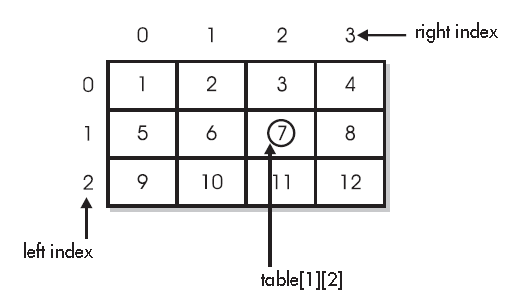 0 1 2 3 right index
0 1 2 3 4
1 5 6 7 8
2 9 10 11 12
left index
table[1][2]